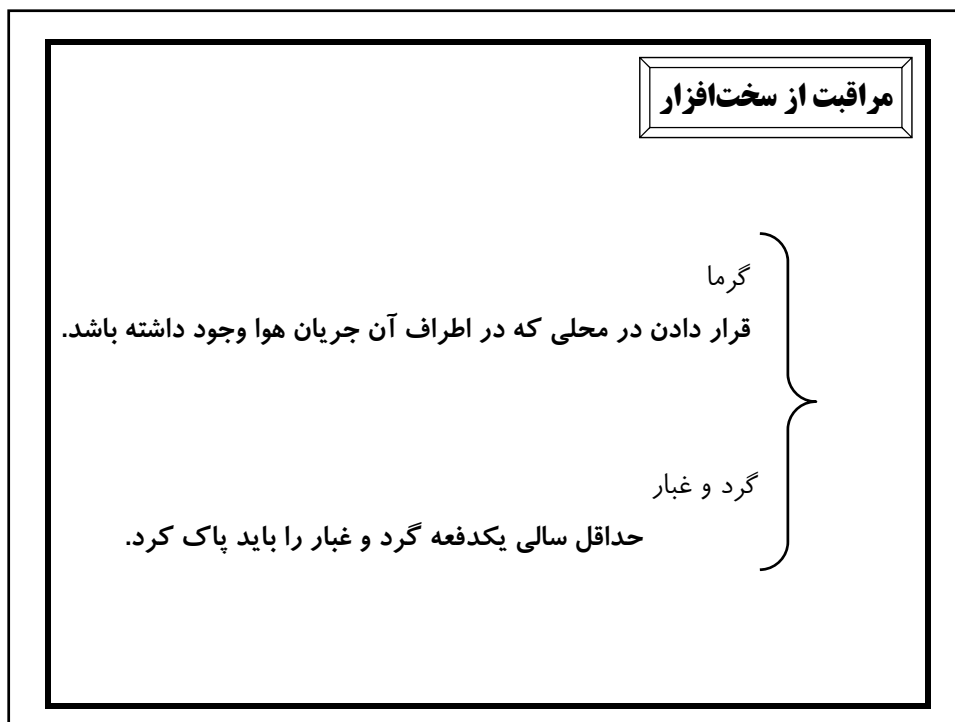 مراقبت از سخت‌افزار
گرما
قرار دادن در محلی که در اطراف آن جریان هوا وجود داشته باشد.
گرد و غبار
حداقل سالی یکدفعه گرد و غبار را باید پاک کرد.